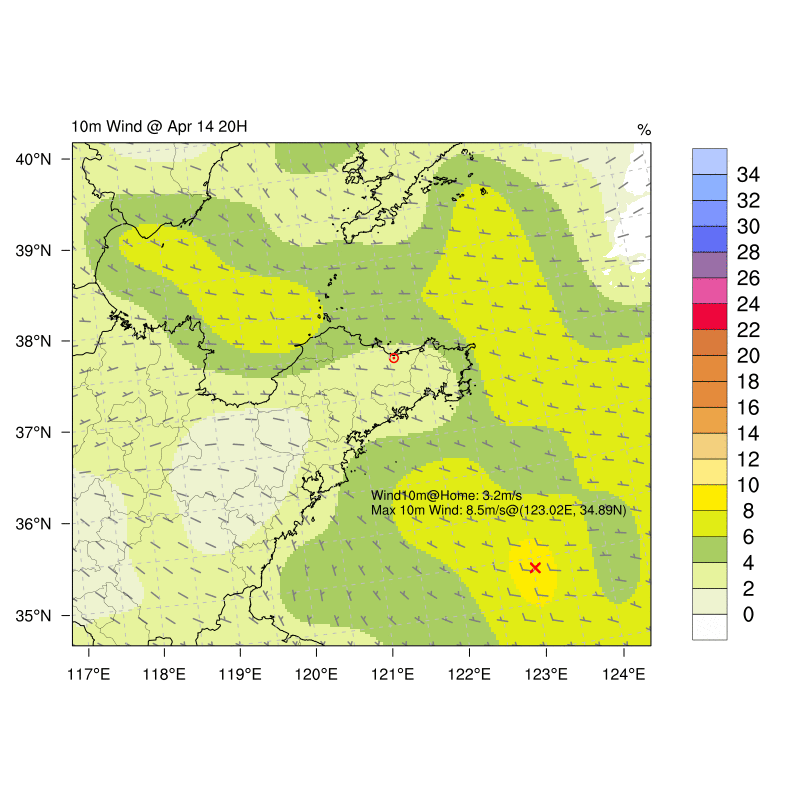 10m Wind @ Apr 14 20H
%
40°N
39°N
38°N
37°N
36°N
35°N
117°E
118°E
119°E
120°E
121°E
122°E
123°E
124°E
Wind10m@Home: 3.2m/s
Max 10m Wind: 8.5m/s@(123.02E, 34.89N)
34
32
30
28
26
24
22
20
18
16
14
12
10
8
6
4
2
0